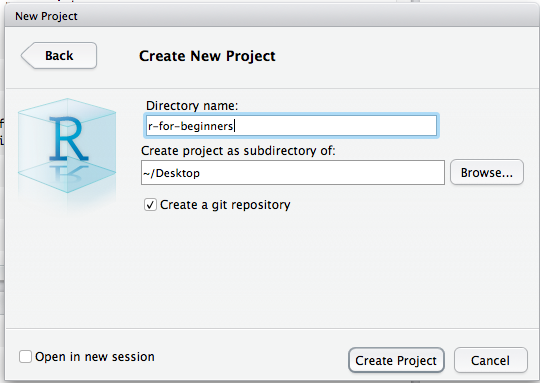 New Project
Back
Create New Project
R
Directory name:
r-for-beginners
Create project as subdirectory of:
~/Desktop
Browse...
Create a git repository
Open in new session
Create Project
Cancel